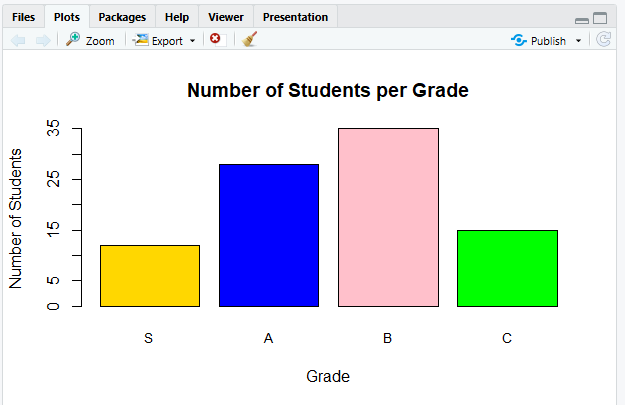 Files Plots Packages Help Viewer Presentation
Zoom Export Publish
Number of Students per Grade
Number of Students
35
25
15
5
0
S A B C
Grade